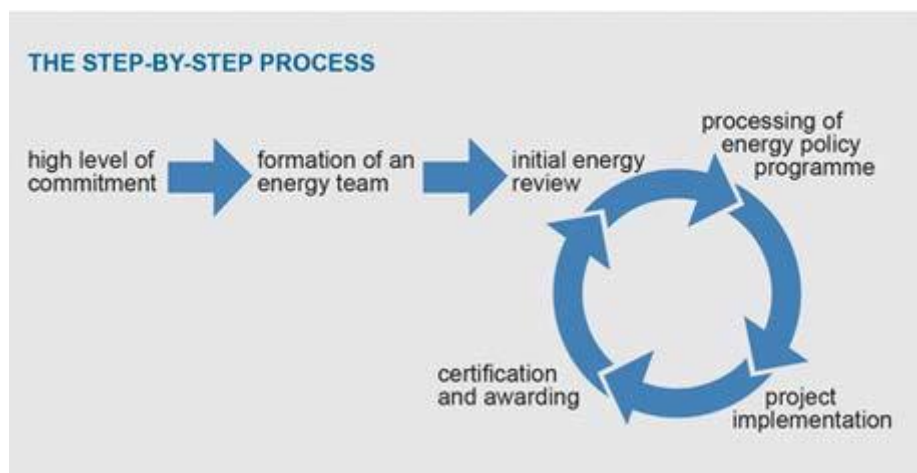 THE STEP-BY-STEP PROCESS
high level of
commitment
formation of an
energy team
initial energy
review
processing of
energy policy
programme
project
implementation
certification
and awarding